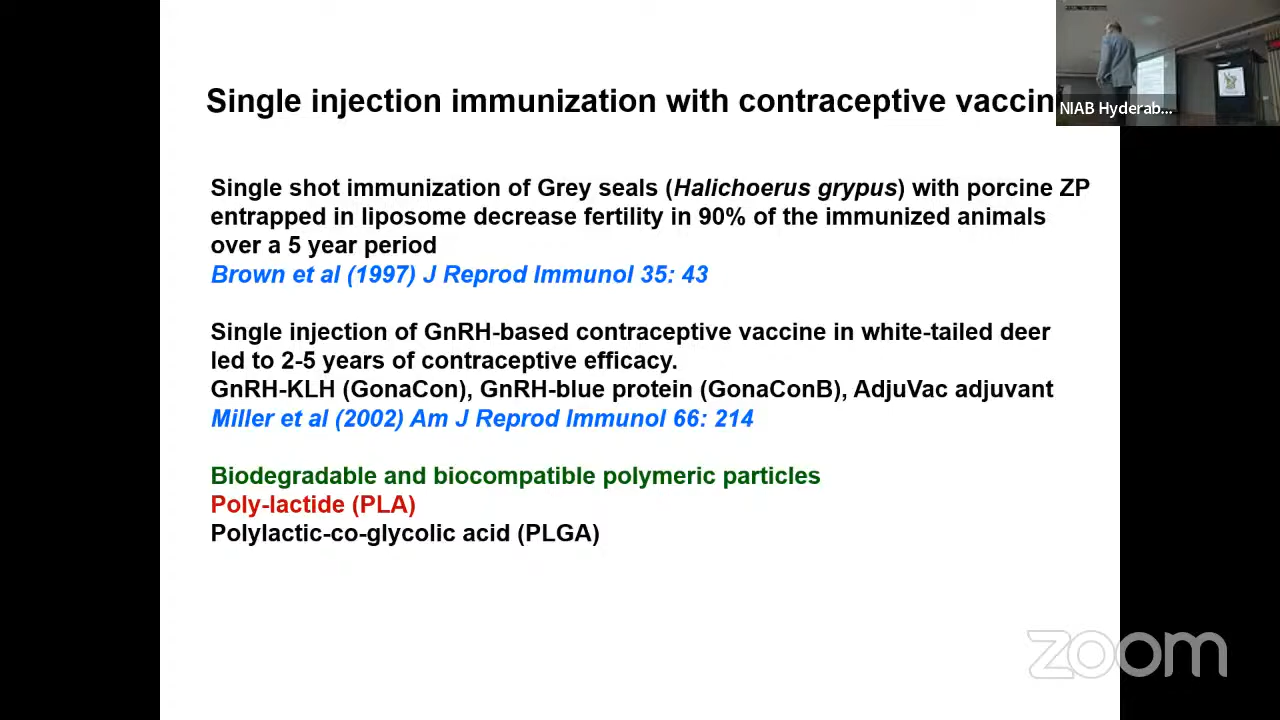 Single injection immunization with contraceptive vaccin
NIAB Hyderab...
Single shot immunization of Grey seals (Halichoerus grypus) with porcine ZP
entrapped in liposome decrease fertility in 90% of the immunized animals
over a 5 year period
Brown et al (1997) J Reprod Immunol 35: 43
Single injection of GnRH-based contraceptive vaccine in white-tailed deer
led to 2-5 years of contraceptive efficacy.
GnRH-KLH (GonaCon), GnRH-blue protein (GonaConB), AdjuVac adjuvant
Miller et al (2002) Am J Reprod Immunol 66: 214
Biodegradable and biocompatible polymeric particles
Poly-lactide (PLA)
Polylactic-co-glycolic acid (PLGA)
zoom